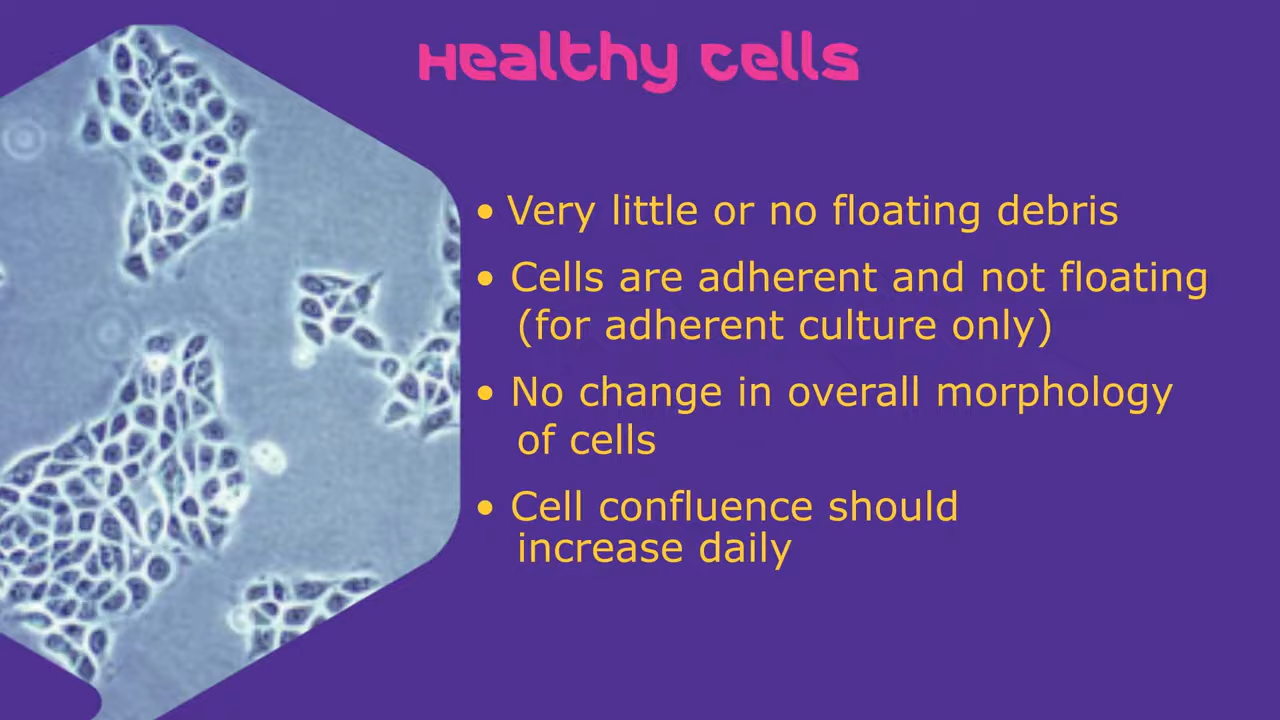 Healthy Cells
• Very little or no floating debris
• Cells are adherent and not floating
(for adherent culture only)
• No change in overall morphology
of cells
• Cell confluence should
increase daily